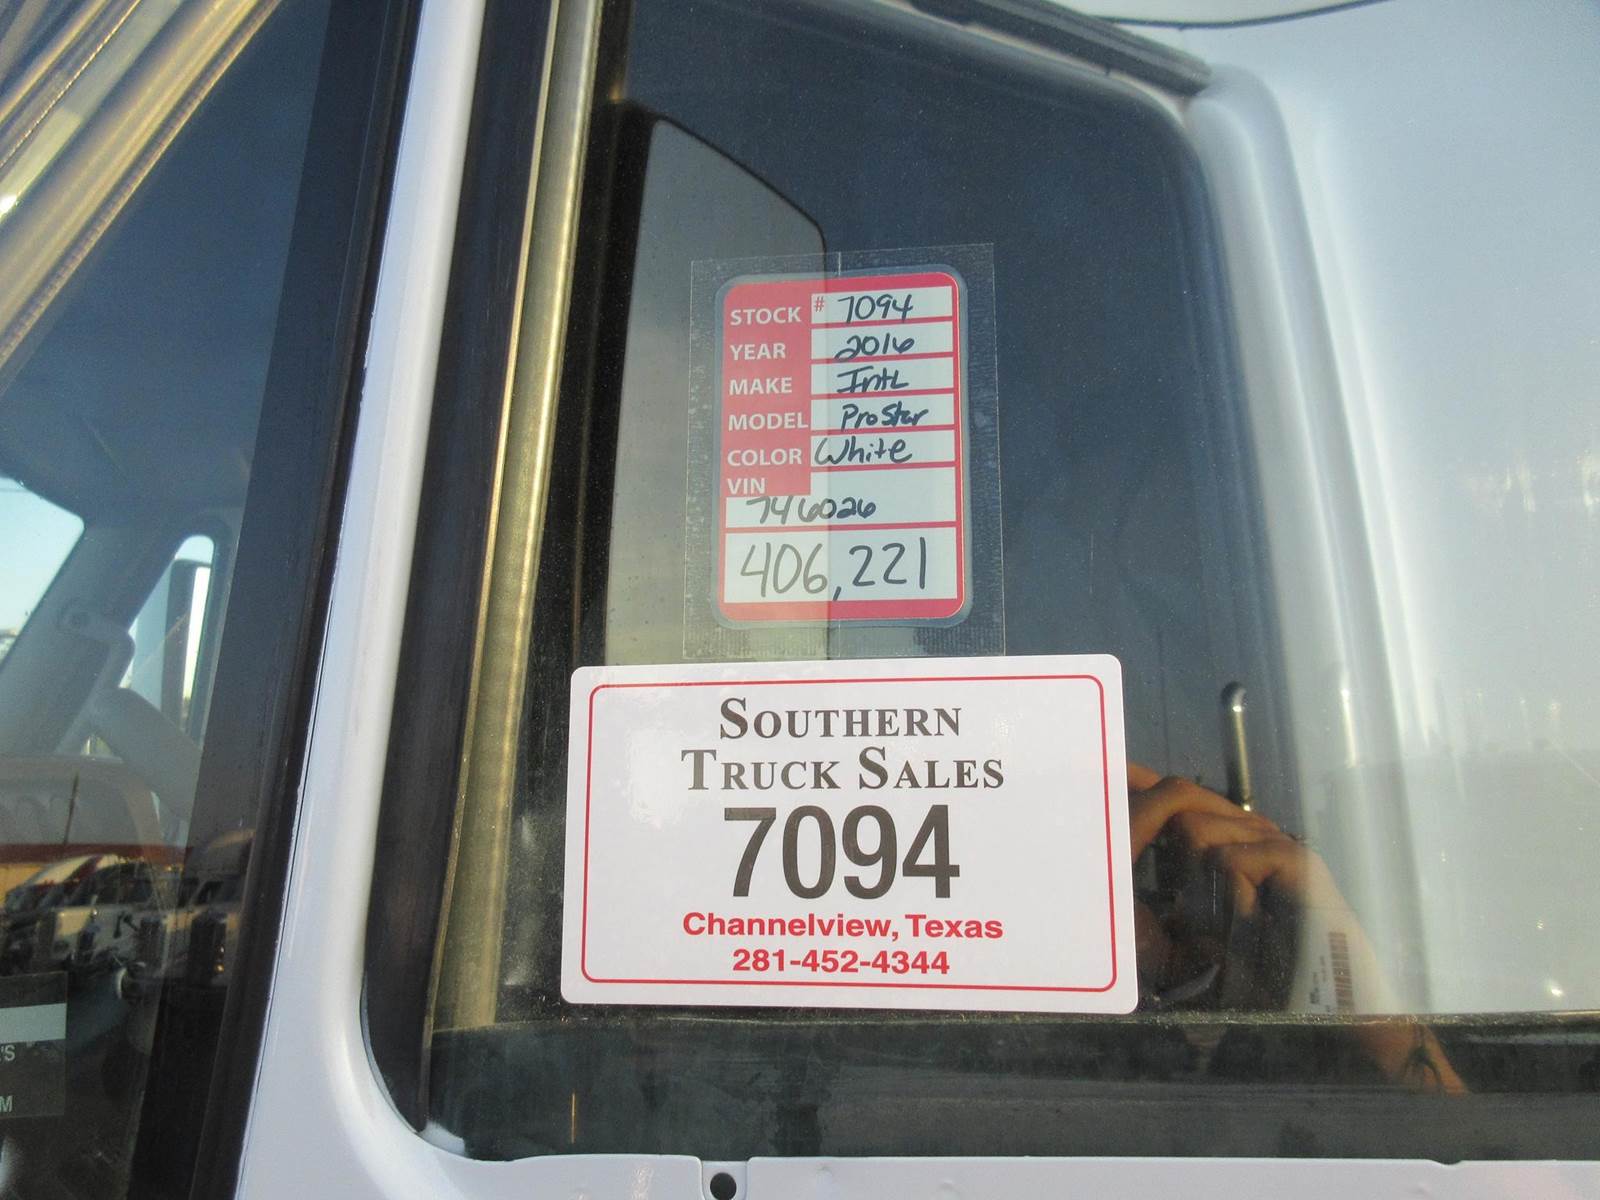 STOCK # 7094
YEAR 2016
MAKE Intl
MODEL ProStar
COLOR White
VIN
746026
406,221
SOUTHERN
TRUCK SALES
7094
Channelview, Texas
281-452-4344
'S
M